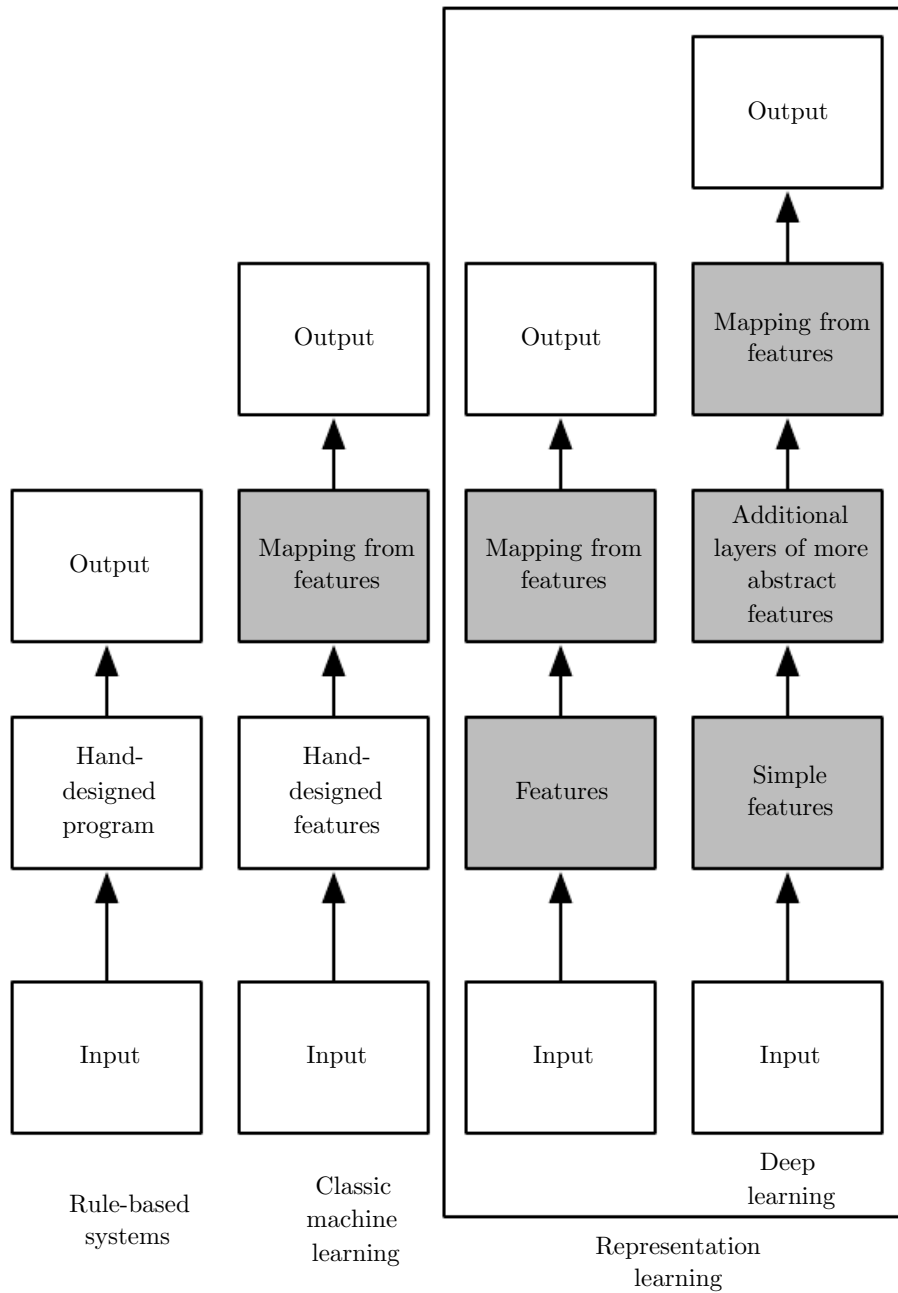 Output
Output
Output
Mapping from
features
Output
Mapping from
features
Mapping from
features
Additional
layers of more
abstract
features
Hand-
designed
program
Hand-
designed
features
Features
Simple
features
Input
Input
Input
Input
Rule-based
systems
Classic
machine
learning
Deep
learning
Representation
learning